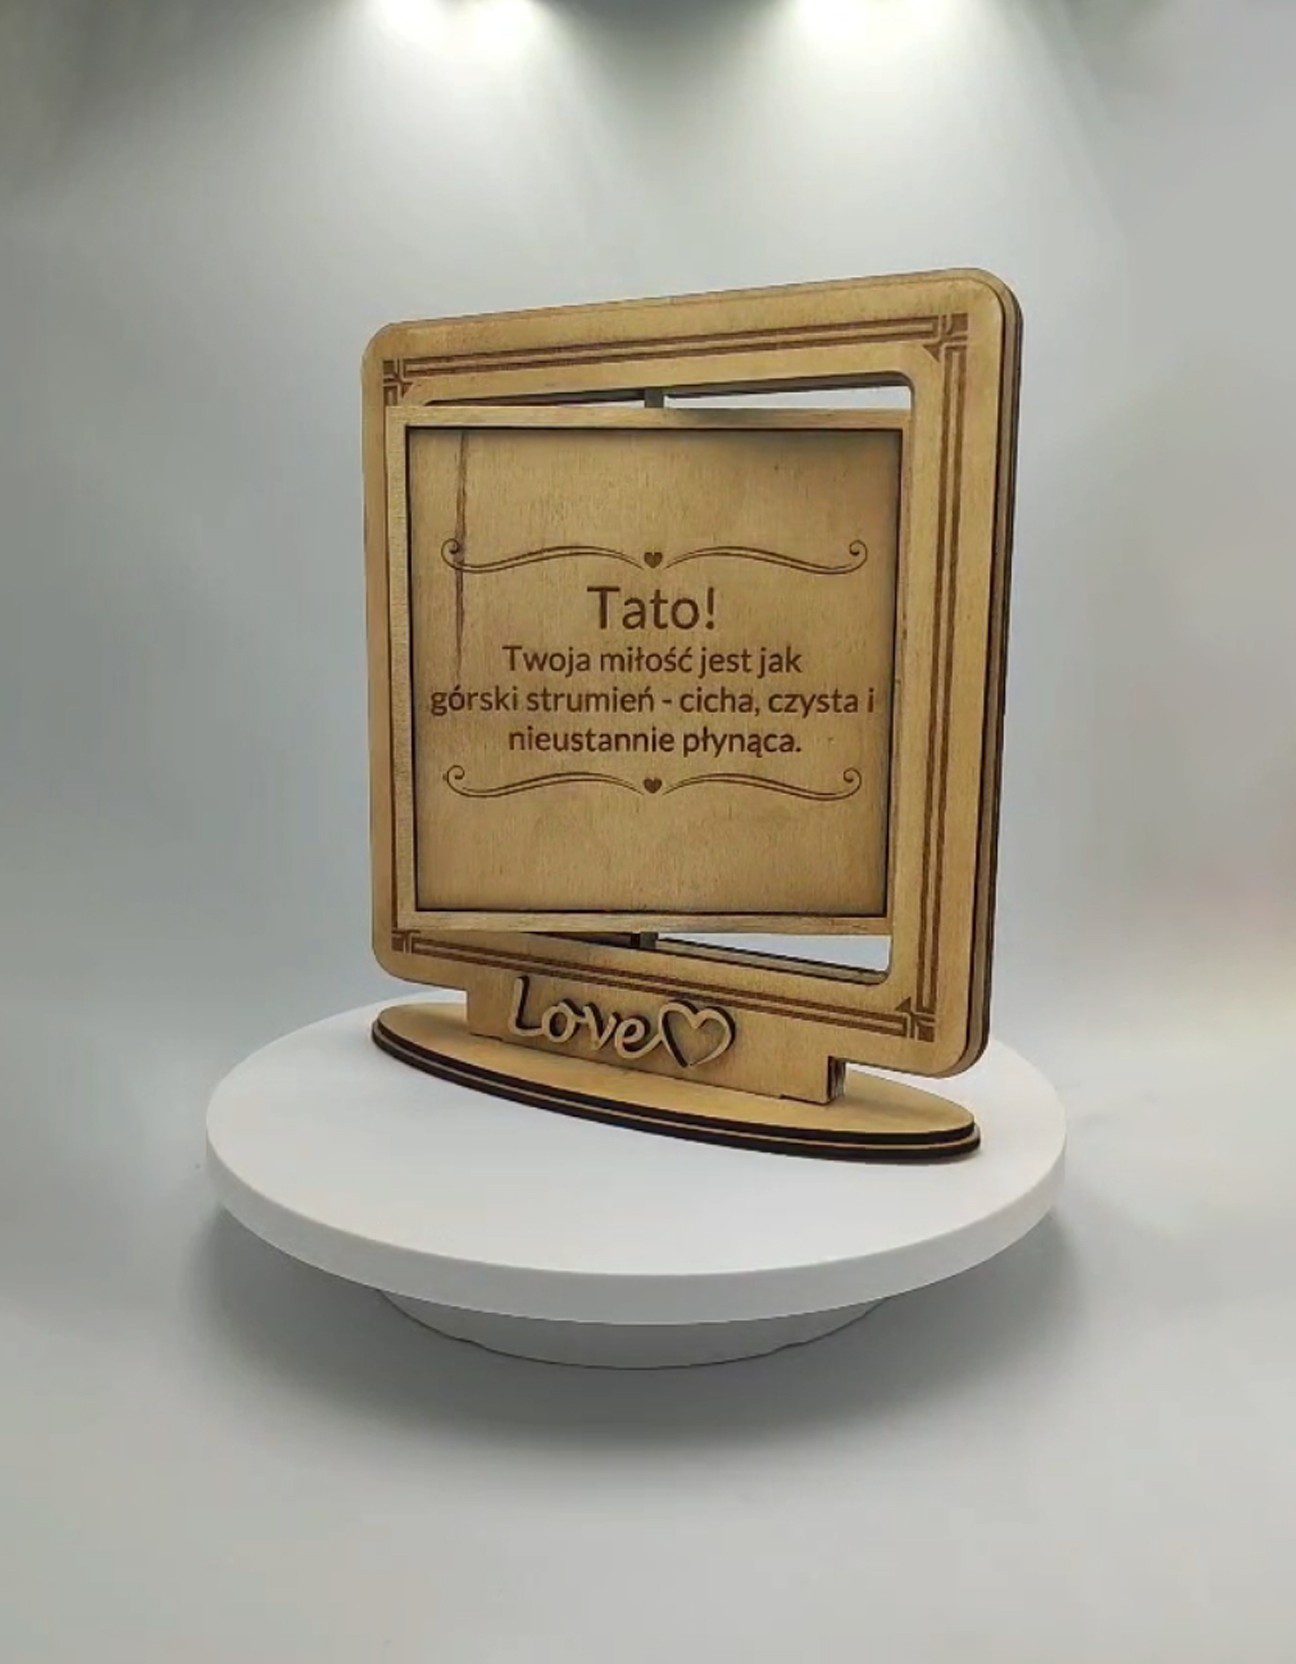 Tato!
Twoja miłość jest jak
górski strumień - cicha, czysta i
nieustannie płynąca.
Love